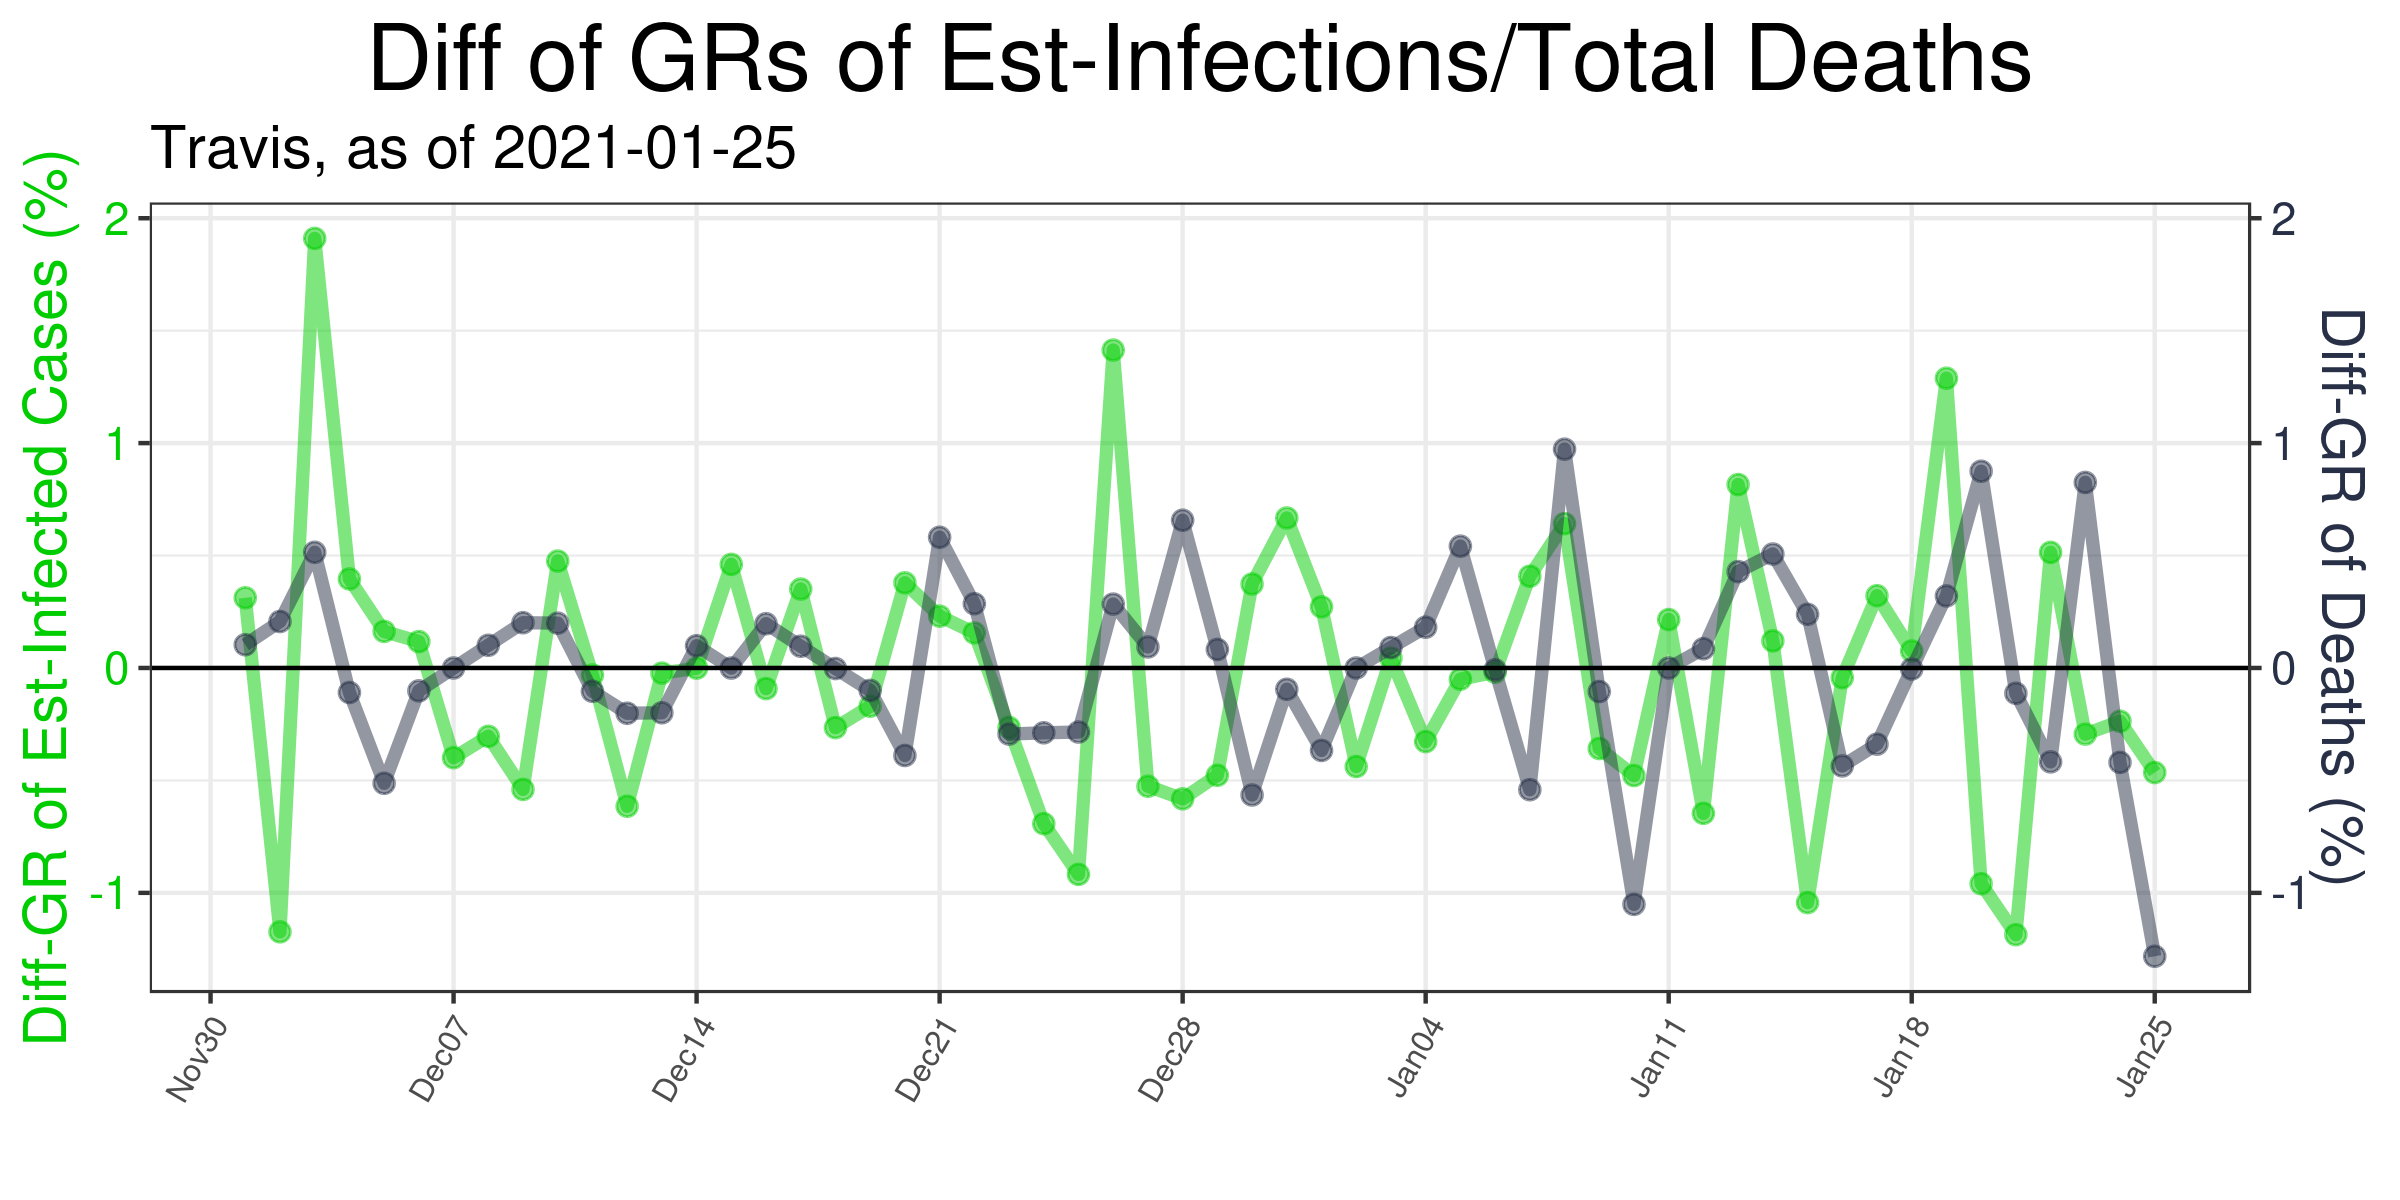 Diff of GRs of Est-Infections/Total Deaths
Travis, as of 2021-01-25
Diff-GR of Est-Infected Cases (%)
2
1
0
-1
2
1
0
-1
Diff-GR of Deaths (%)
Nov30
Dec07
Dec14
Dec21
Dec28
Jan04
Jan11
Jan18
Jan25